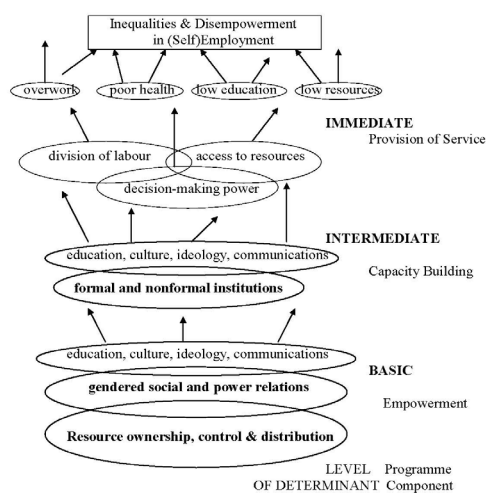 Inequalities & Disempowerment
in (Self)Employment
overwork
poor health
low education
low resources
IMMEDIATE
Provision of Service
division of labour
access to resources
decision-making power
INTERMEDIATE
education, culture, ideology, communications
Capacity Building
formal and nonformal institutions
education, culture, ideology, communications
BASIC
gendered social and power relations
Empowerment
Resource ownership, control & distribution
LEVEL Programme
OF DETERMINANT Component